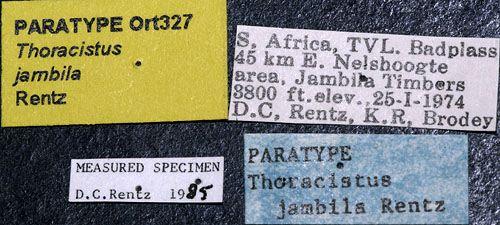 PARATYPE Ort327
Thoracistus
jambila
Rentz
S. Africa, TVL. Badplass
45 km E. Nelshoogte
area, Jambila Timbers
3800 ft.elev., 25-I-1974
D.C. Rentz, K.R. Brodey
MEASURED SPECIMEN
D.C.Rentz 1985
PARATYPE
Thoracistus
jambila Rentz